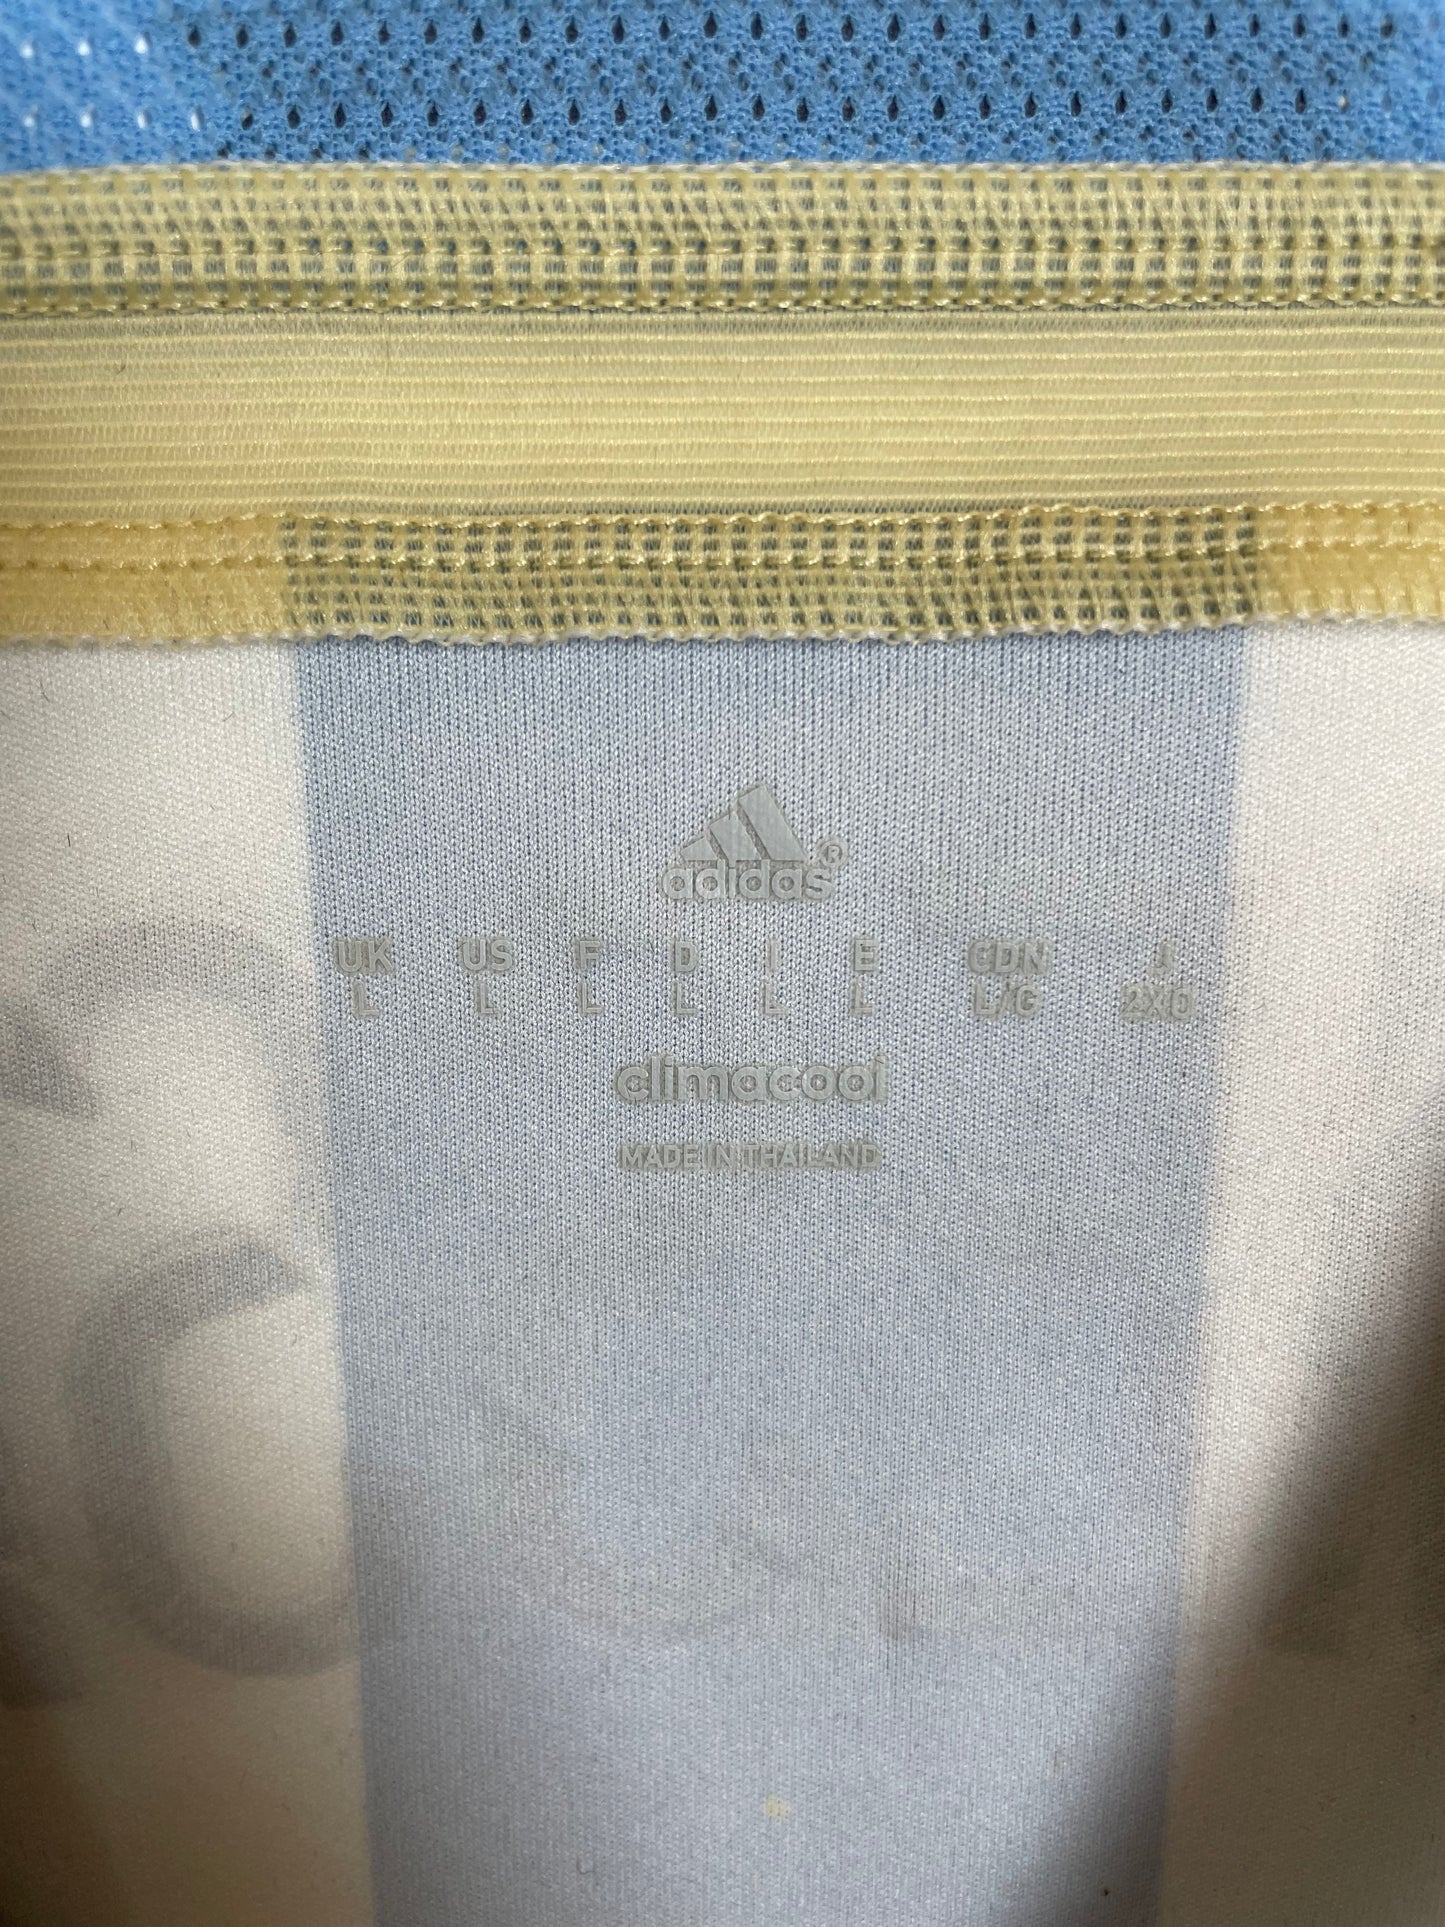 adidas®
UK US F D I E CDN J
L L L L L L L/G 2XO
climacool
MADE IN THAILAND